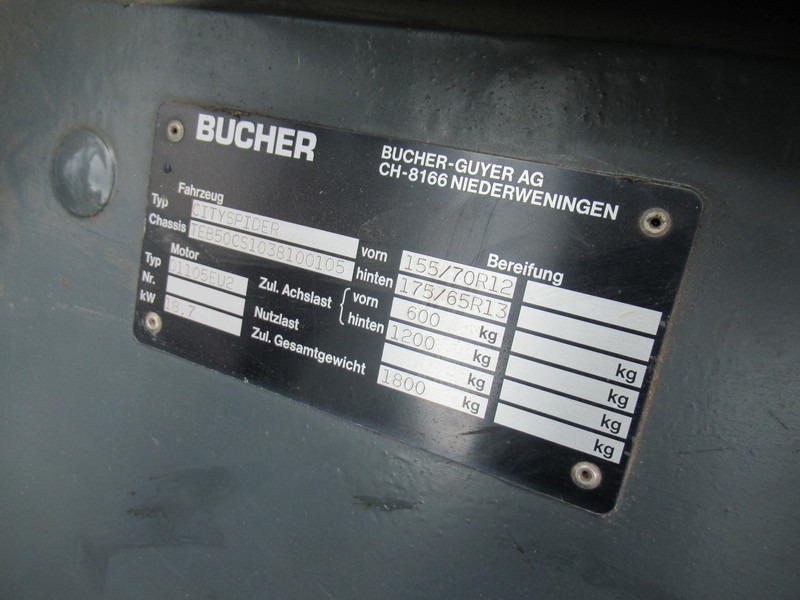 BUCHER
BUCHER-GUYER AG
CH-8166 NIEDERWENINGEN
Fahrzeug
Typ CITYSPIDER
Chassis TEB50CS1038100105
Motor
Typ D1105EU2
Nr.
kW 18.7
Bereifung
vorn 155/70R12
hinten 175/65R13
Zul. Achslast vorn 600 kg kg
hinten 1200 kg kg
Nutzlast kg kg
Zul. Gesamtgewicht 1800 kg kg